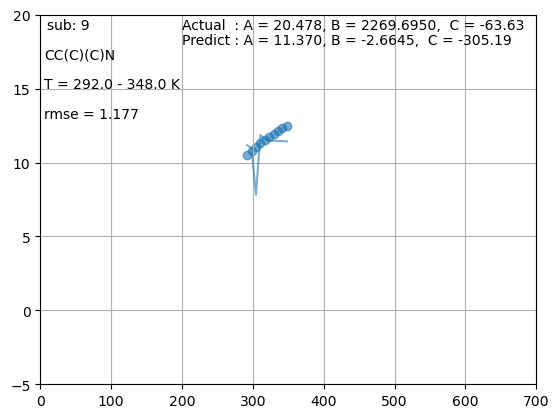 sub: 9
Actual  : A = 20.478, B = 2269.6950,  C = -63.63
Predict : A = 11.370, B = -2.6645,  C = -305.19
CC(C)(C)N
T = 292.0 - 348.0 K
rmse = 1.177
20
15
10
5
0
−5
0 100 200 300 400 500 600 700